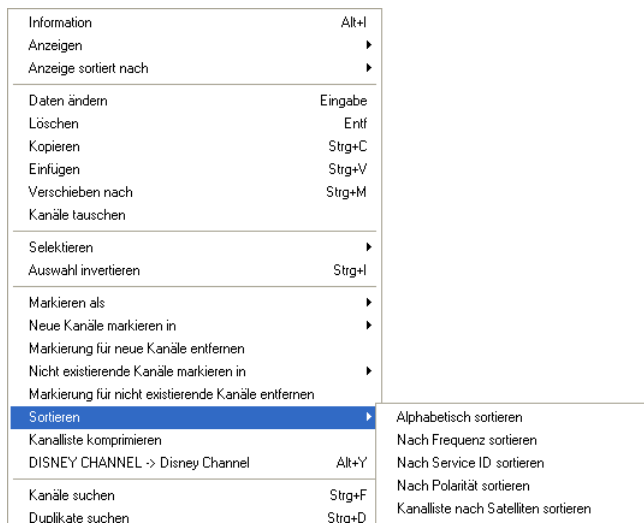 Information Alt+I
Anzeigen
Anzeige sortiert nach
Daten ändern Eingabe
Löschen Entf
Kopieren Strg+C
Einfügen Strg+V
Verschieben nach Strg+M
Kanäle tauschen
Selektieren
Auswahl invertieren Strg+I
Markieren als
Neue Kanäle markieren in
Markierung für neue Kanäle entfernen
Nicht existierende Kanäle markieren in
Markierung für nicht existierende Kanäle entfernen
Sortieren
Kanalliste komprimieren
DISNEY CHANNEL -> Disney Channel Alt+Y
Kanäle suchen Strg+F
Duplikate suchen Strg+D
Alphabetisch sortieren
Nach Frequenz sortieren
Nach Service ID sortieren
Nach Polarität sortieren
Kanalliste nach Satelliten sortieren